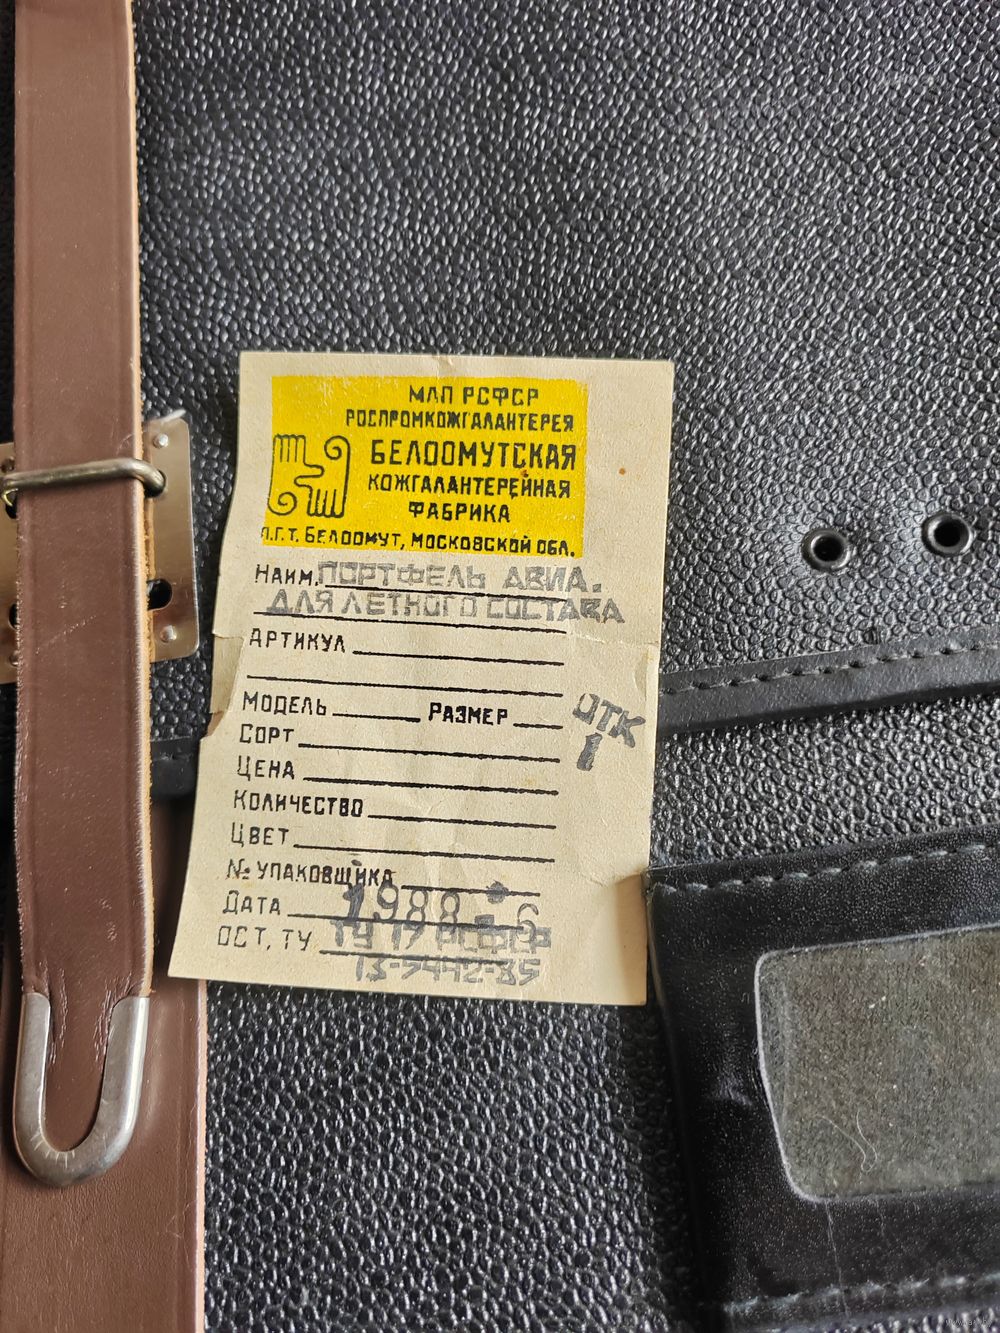 МЛП РСФСР
РОСПРОМКОЖГАЛАНТЕРЕЯ
БЕЛООМУТСКАЯ
КОЖГАЛАНТЕРЕЙНАЯ
ФАБРИКА
П.Г.Т. БЕЛООМУТ, МОСКОВСКОЙ ОБЛ.
НАИМ. ПОРТФЕЛЬ АВИА.
ДЛЯ ЛЕТНОГО СОСТАВА
АРТИКУЛ
МОДЕЛЬ РАЗМЕР
ОТК
1
СОРТ
ЦЕНА
КОЛИЧЕСТВО
ЦВЕТ
№ УПАКОВЩИКА
ДАТА 1988 - 6
ОСТ, ТУ ТУ 17 РСФСР
13-5442-85